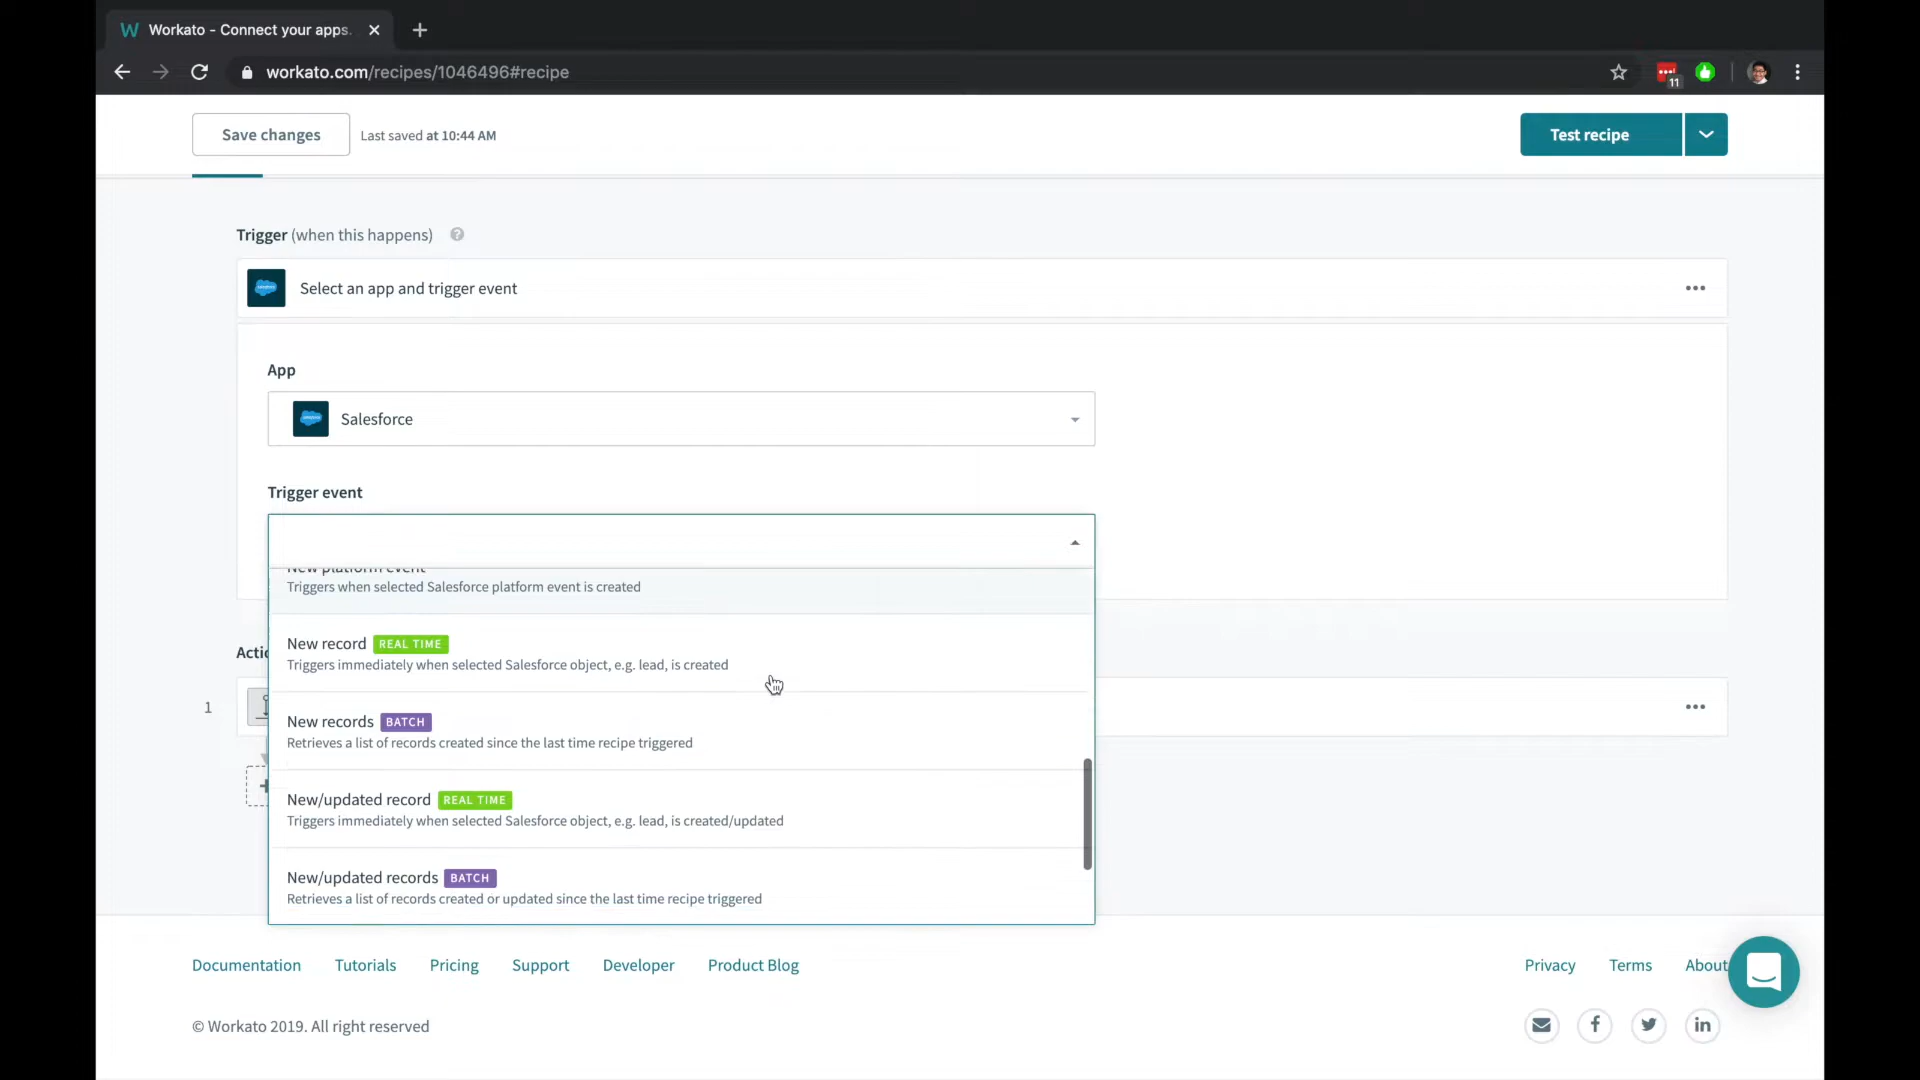 Workato - Connect your apps.
workato.com/recipes/1046496#recipe
11
Save changes
Last saved at 10:44 AM
Test recipe
Trigger (when this happens)
Select an app and trigger event
App
Salesforce
Trigger event
New platform event
Triggers when selected Salesforce platform event is created
New record REAL TIME
Triggers immediately when selected Salesforce object, e.g. lead, is created
Actio
1
New records BATCH
Retrieves a list of records created since the last time recipe triggered
New/updated record REAL TIME
Triggers immediately when selected Salesforce object, e.g. lead, is created/updated
New/updated records BATCH
Retrieves a list of records created or updated since the last time recipe triggered
Documentation Tutorials Pricing Support Developer Product Blog
Privacy Terms About
© Workato 2019. All right reserved